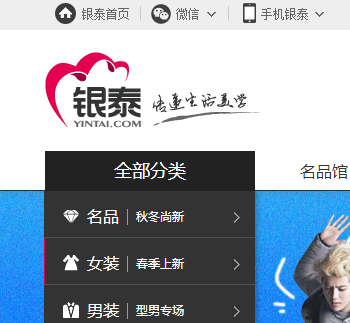 银泰首页 微信 手机银泰
银泰
YINTAI.COM
传递生活美学
全部分类 名品馆
名品 秋冬尚新
女装 春季上新
男装 型男专场